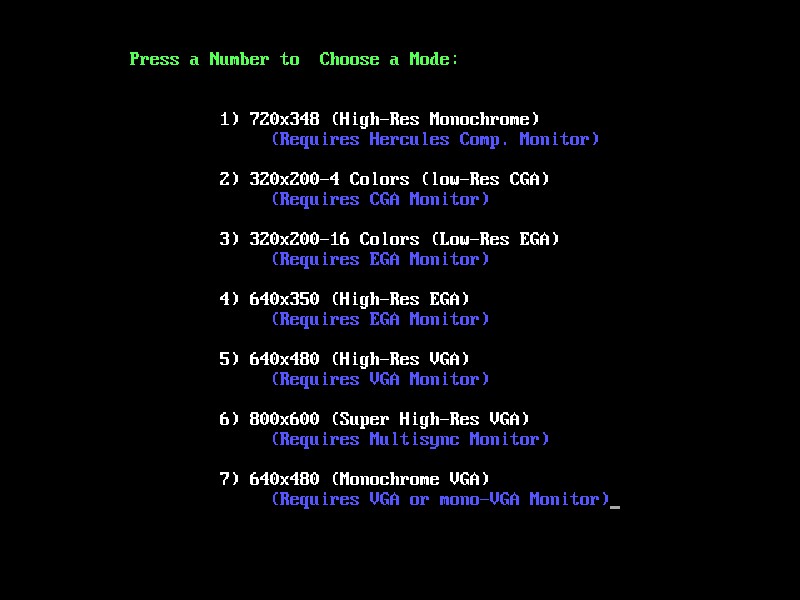 Press a Number to  Choose a Mode:
1) 720x348 (High-Res Monochrome)
(Requires Hercules Comp. Monitor)
2) 320x200-4 Colors (low-Res CGA)
(Requires CGA Monitor)
3) 320x200-16 Colors (Low-Res EGA)
(Requires EGA Monitor)
4) 640x350 (High-Res EGA)
(Requires EGA Monitor)
5) 640x480 (High-Res VGA)
(Requires VGA Monitor)
6) 800x600 (Super High-Res VGA)
(Requires Multisync Monitor)
7) 640x480 (Monochrome VGA)
(Requires VGA or mono-VGA Monitor)_